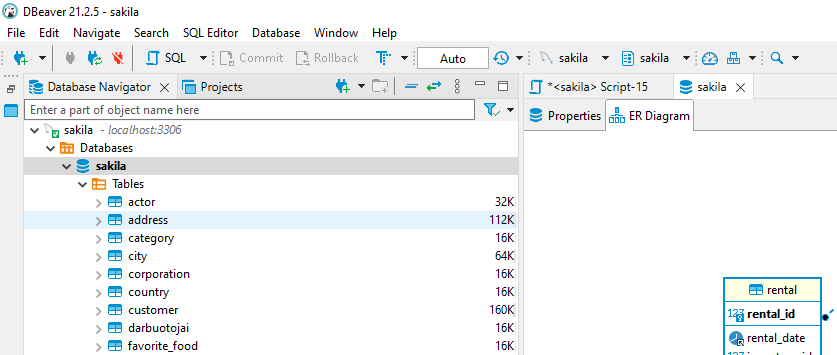 DBeaver 21.2.5 - sakila
File Edit Navigate Search SQL Editor Database Window Help
SQL Commit Rollback Auto sakila sakila
Database Navigator Projects
*<sakila> Script-15 sakila
Enter a part of object name here
Properties ER Diagram
sakila - localhost:3306
Databases
sakila
Tables
actor 32K
address 112K
category 16K
city 64K
corporation 16K
country 16K
customer 160K
darbuotojai 16K
favorite_food 16K
rental
123 rental_id
rental_date